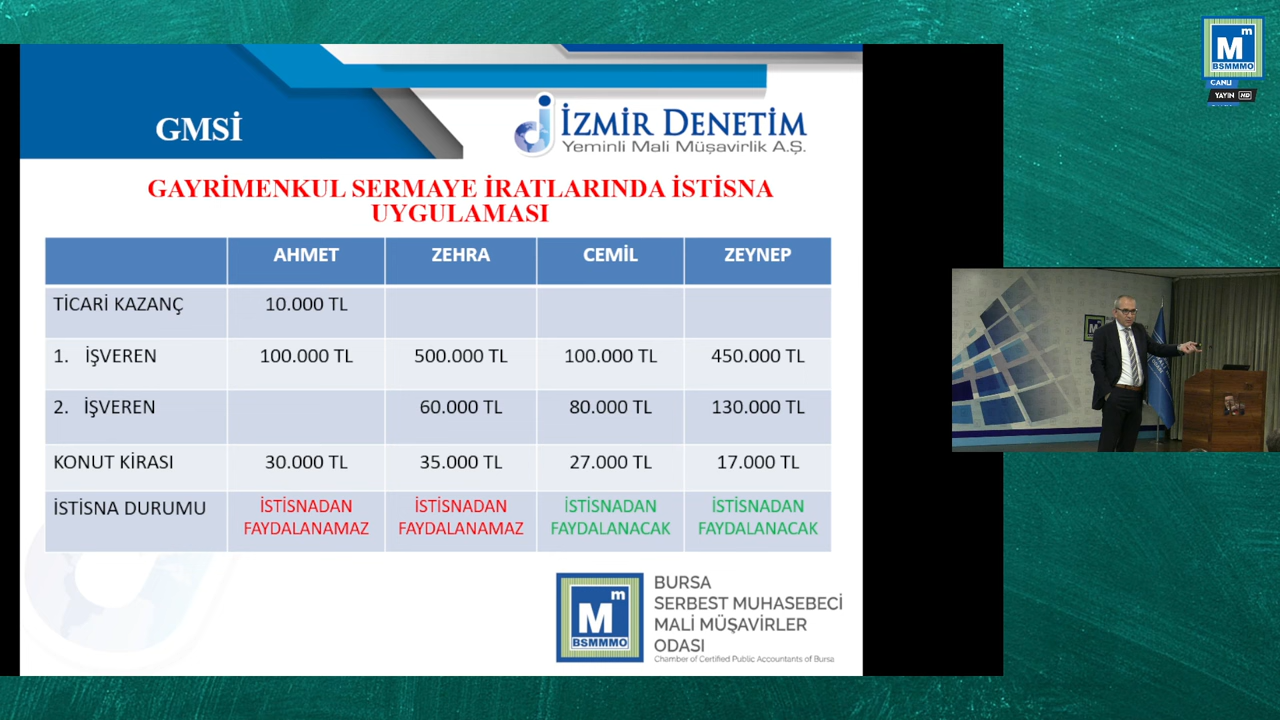 GMSİ
İZMİR DENETİM
Yeminli Mali Müşavirlik A.Ş.
GAYRİMENKUL SERMAYE İRATLARINDA İSTİSNA
UYGULAMASI
AHMET ZEHRA CEMİL ZEYNEP
TİCARİ KAZANÇ 10.000 TL
1. İŞVEREN 100.000 TL 500.000 TL 100.000 TL 450.000 TL
2. İŞVEREN 60.000 TL 80.000 TL 130.000 TL
KONUT KİRASI 30.000 TL 35.000 TL 27.000 TL 17.000 TL
İSTİSNA DURUMU İSTİSNADAN FAYDALANAMAZ İSTİSNADAN FAYDALANAMAZ İSTİSNADAN FAYDALANACAK İSTİSNADAN FAYDALANACAK
Mm
BSMMMO
BURSA
SERBEST MUHASEBECİ
MALİ MÜŞAVİRLER
ODASI
Chamber of Certified Public Accountants of Bursa
Mm
BSMMMO
CANLI
YAYIN HD